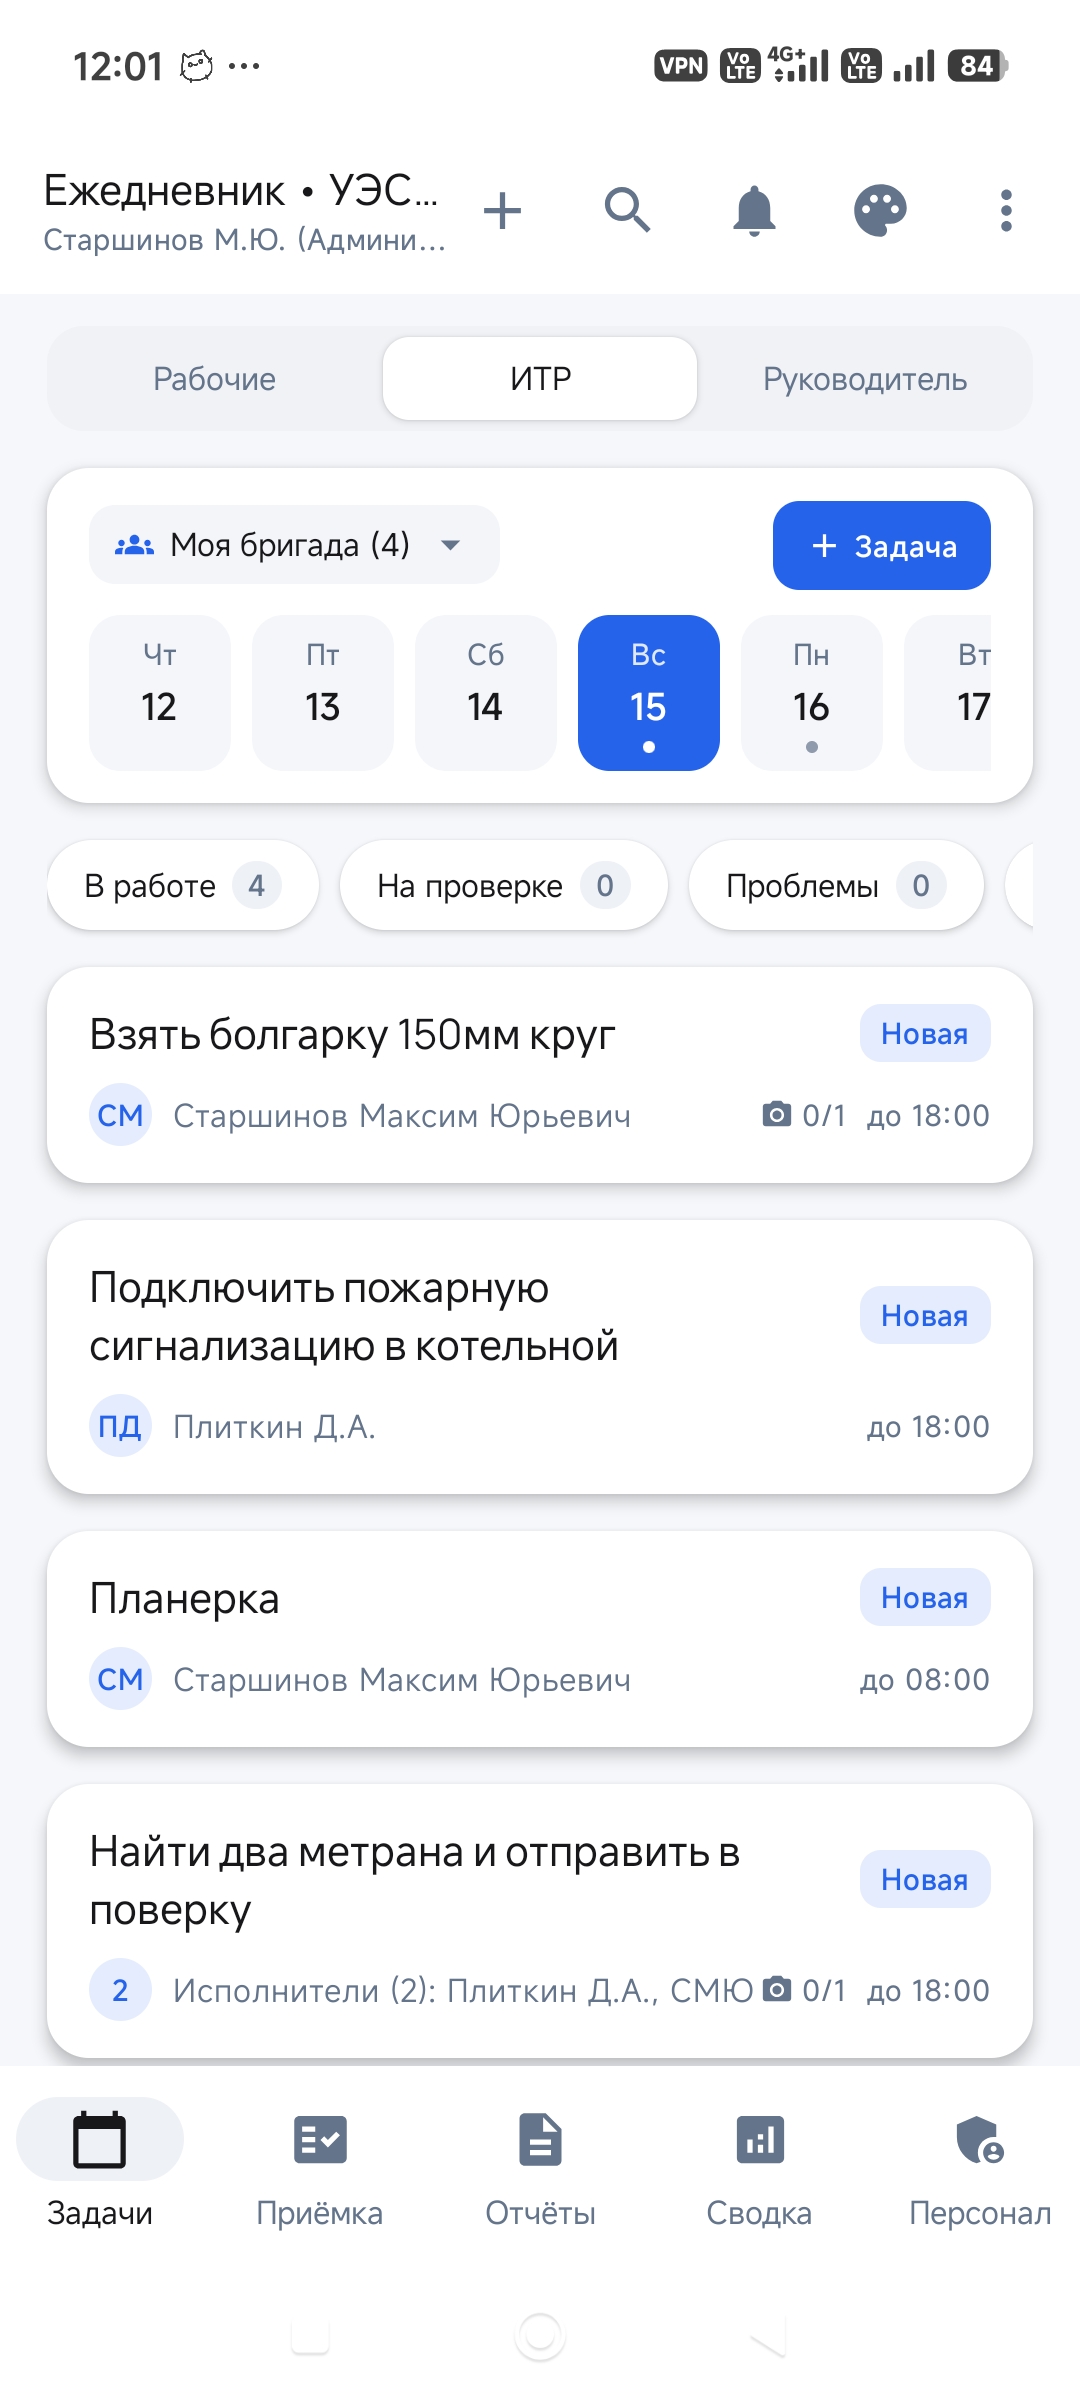 12:01 ...
VPN Vo LTE 4G+ Vo LTE 84
Ежедневник • УЭС...
Старшинов М.Ю. (Админи...
Рабочие ИТР Руководитель
Моя бригада (4) + Задача
Чт Пт Сб Вс Пн Вт
12 13 14 15 16 17
В работе 4 На проверке 0 Проблемы 0
Взять болгарку 150мм круг Новая
СМ Старшинов Максим Юрьевич 0/1 до 18:00
Подключить пожарную
сигнализацию в котельной
Новая
ПД Плиткин Д.А. до 18:00
Планерка Новая
СМ Старшинов Максим Юрьевич до 08:00
Найти два метрана и отправить в
поверку
Новая
2 Исполнители (2): Плиткин Д.А., СМЮ 0/1 до 18:00
Задачи Приёмка Отчёты Сводка Персонал